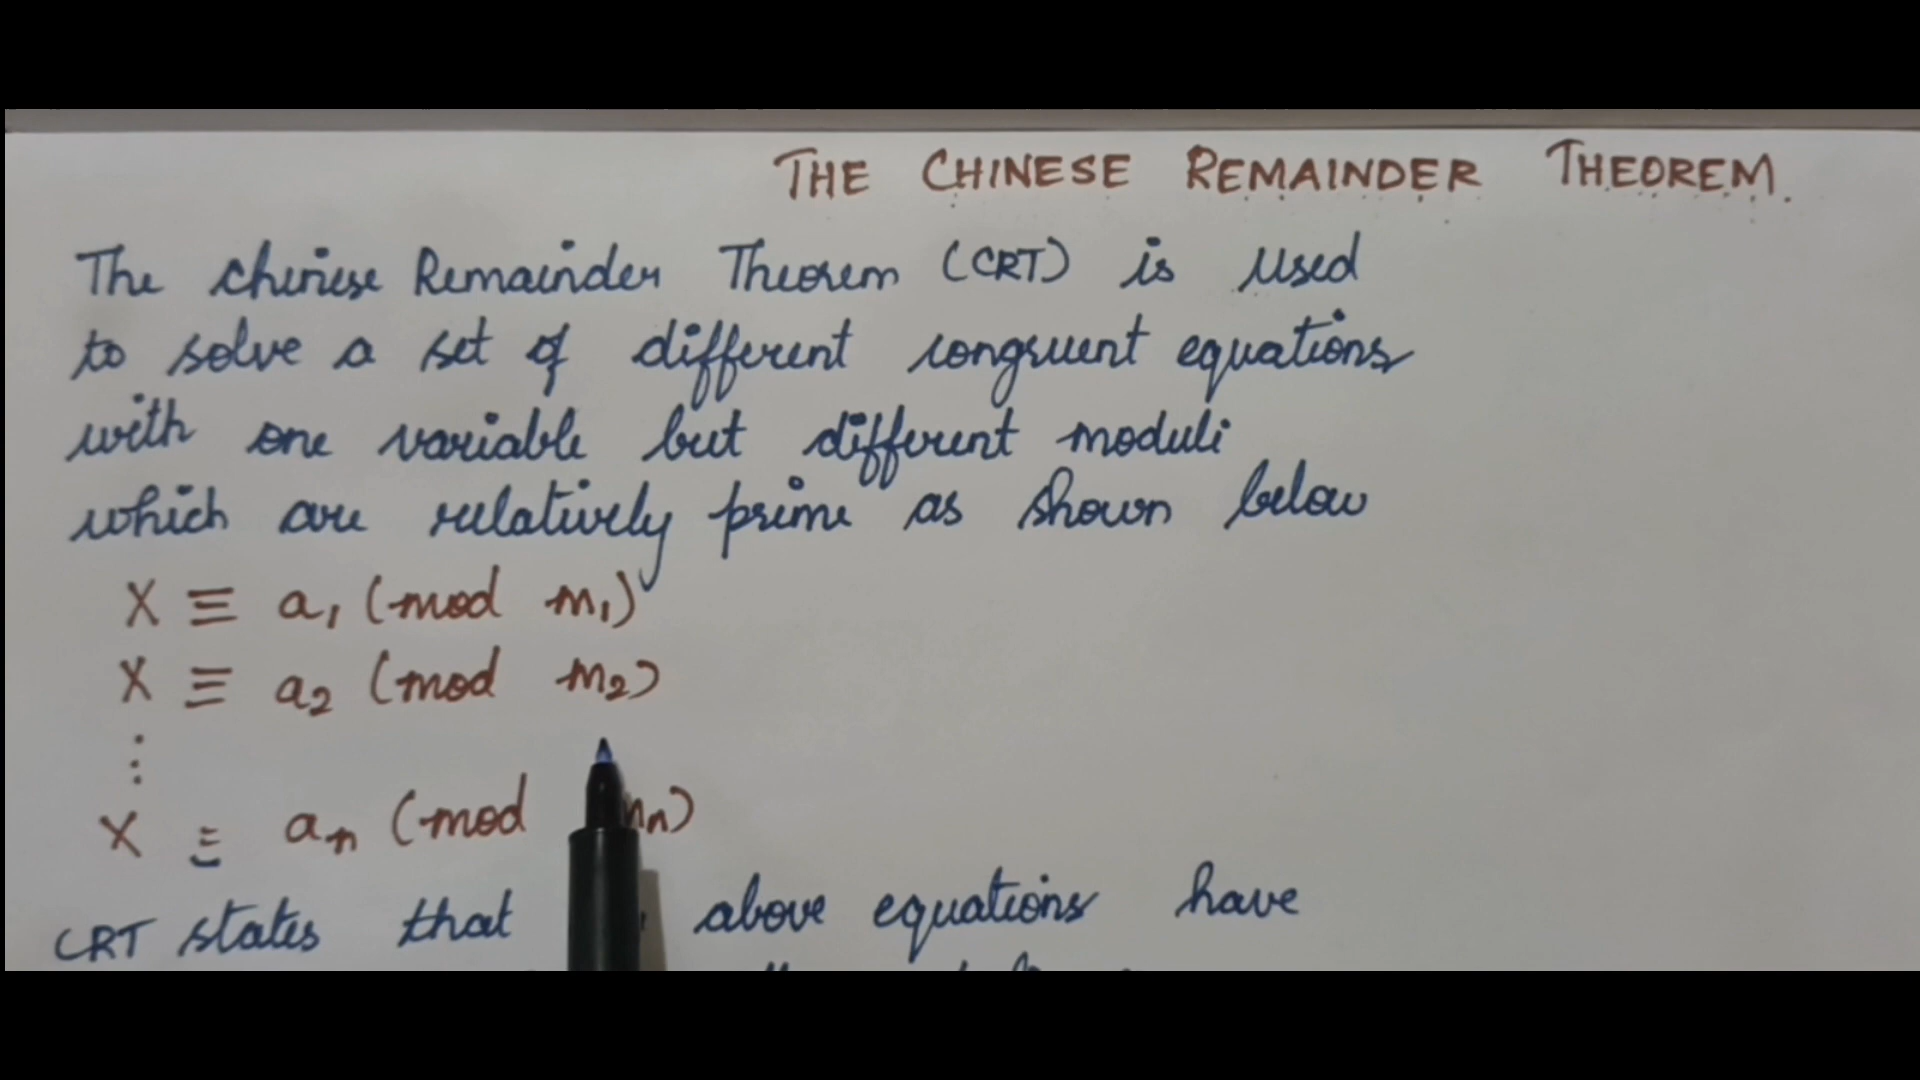 THE CHINESE REMAINDER THEOREM.
The chinese Remainder Theorem (CRT) is used
to solve a set of different congruent equations
with one variable but different moduli
which are relatively prime as shown below
X ≡ a₁ (mod m₁)
X ≡ a₂ (mod m₂)
⋮
X ≡ aₙ (mod mₙ)
CRT states that above equations have